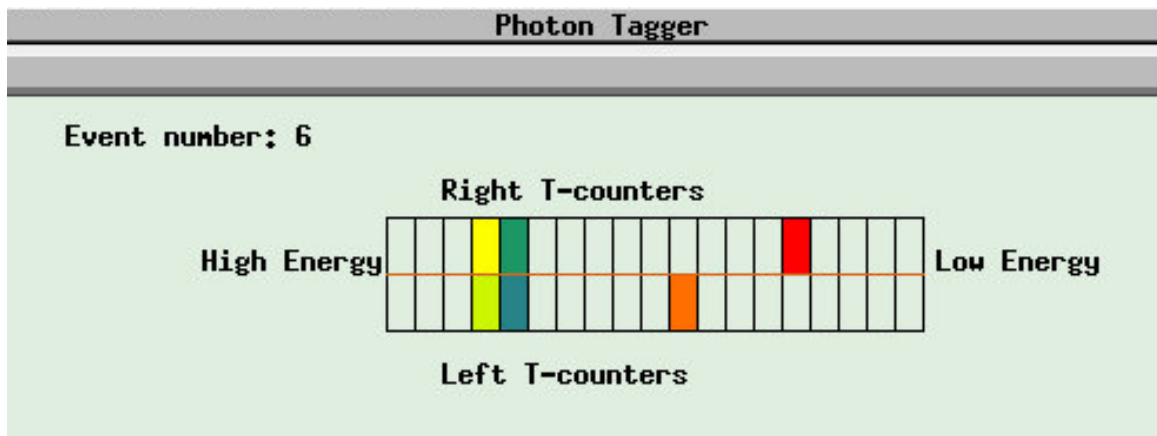 Photon Tagger
Event number: 6
Right T-counters
High Energy
Low Energy
Left T-counters